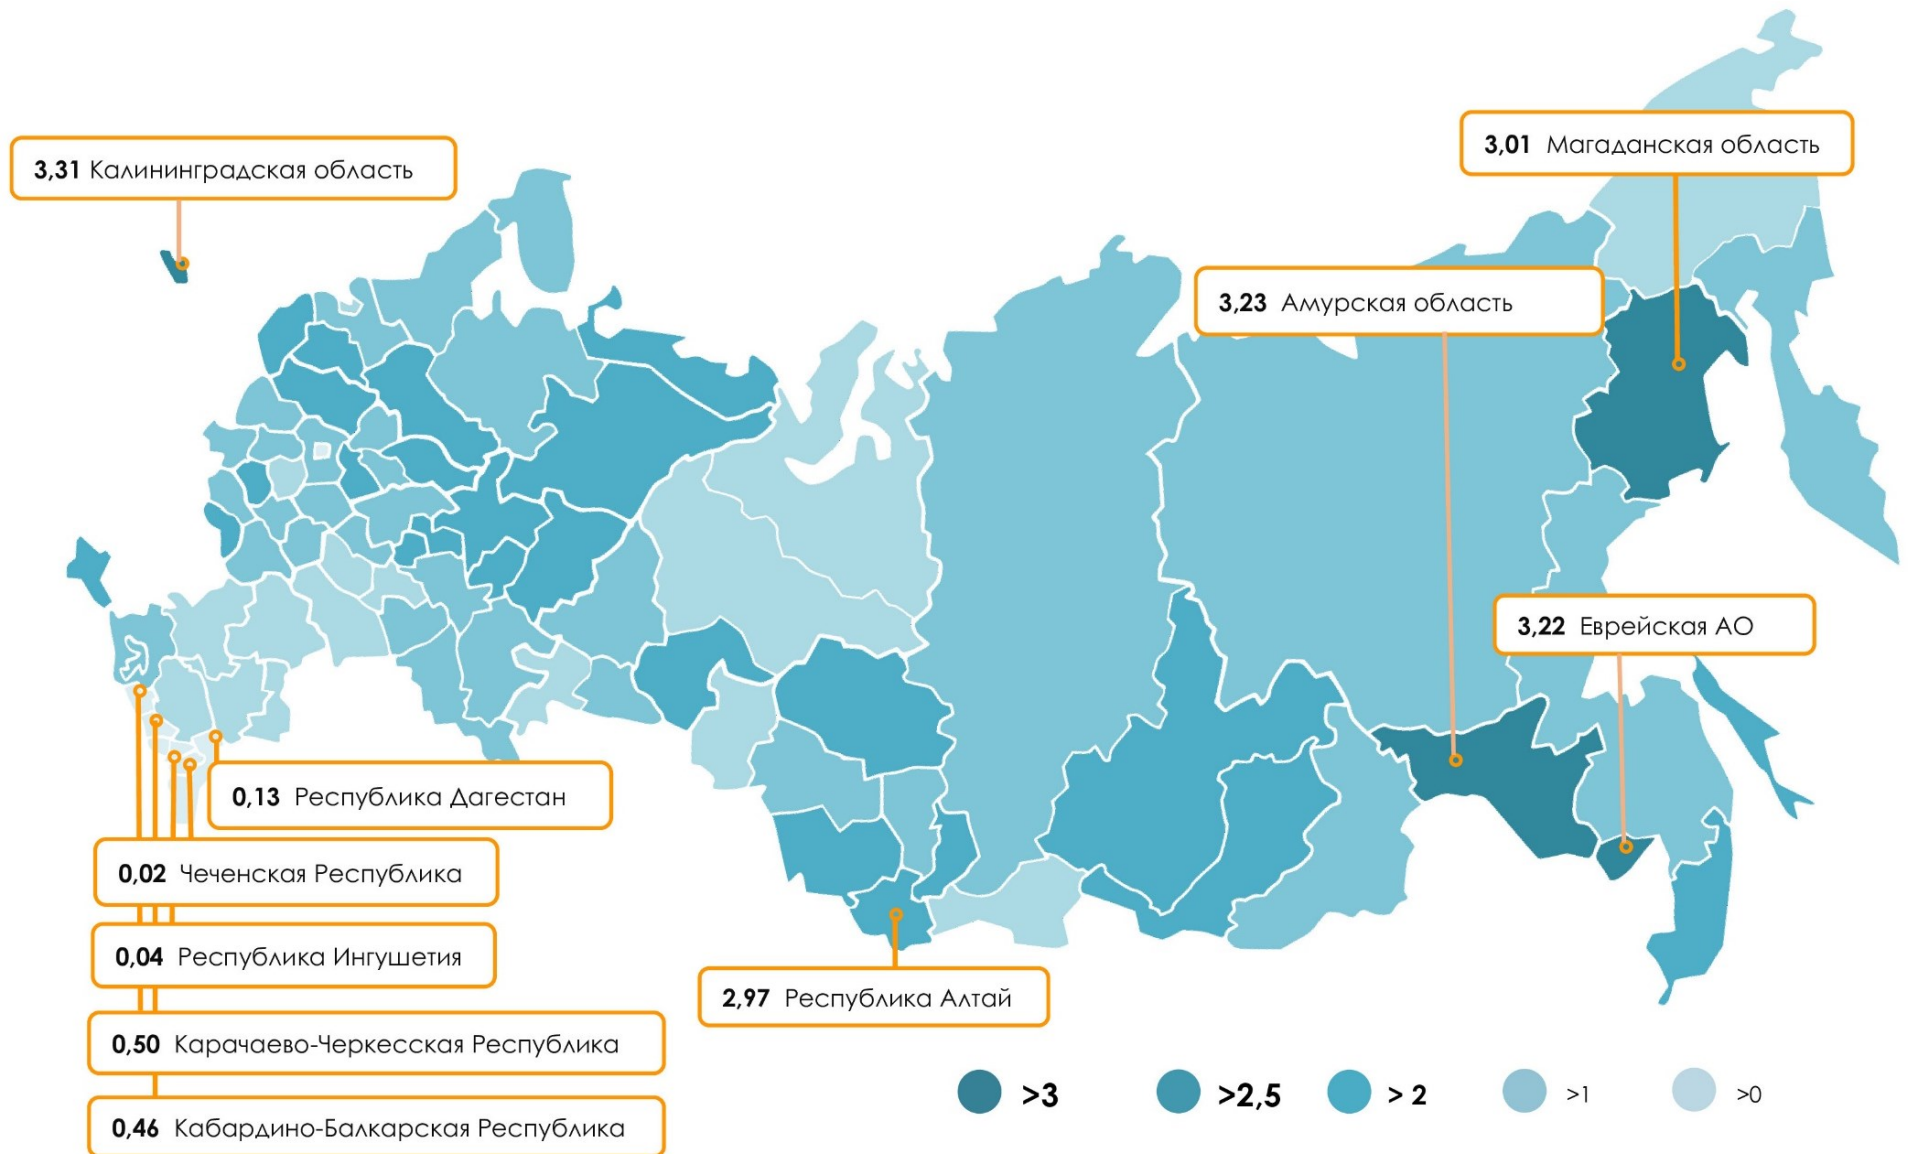 3,01 Магаданская область
3,31 Калининградская область
3,23 Амурская область
3,22 Еврейская АО
0,13 Республика Дагестан
0,02 Чеченская Республика
0,04 Республика Ингушетия
2,97 Республика Алтай
0,50 Карачаево-Черкесская Республика
0,46 Кабардино-Балкарская Республика
>3 >2,5 > 2 >1 >0